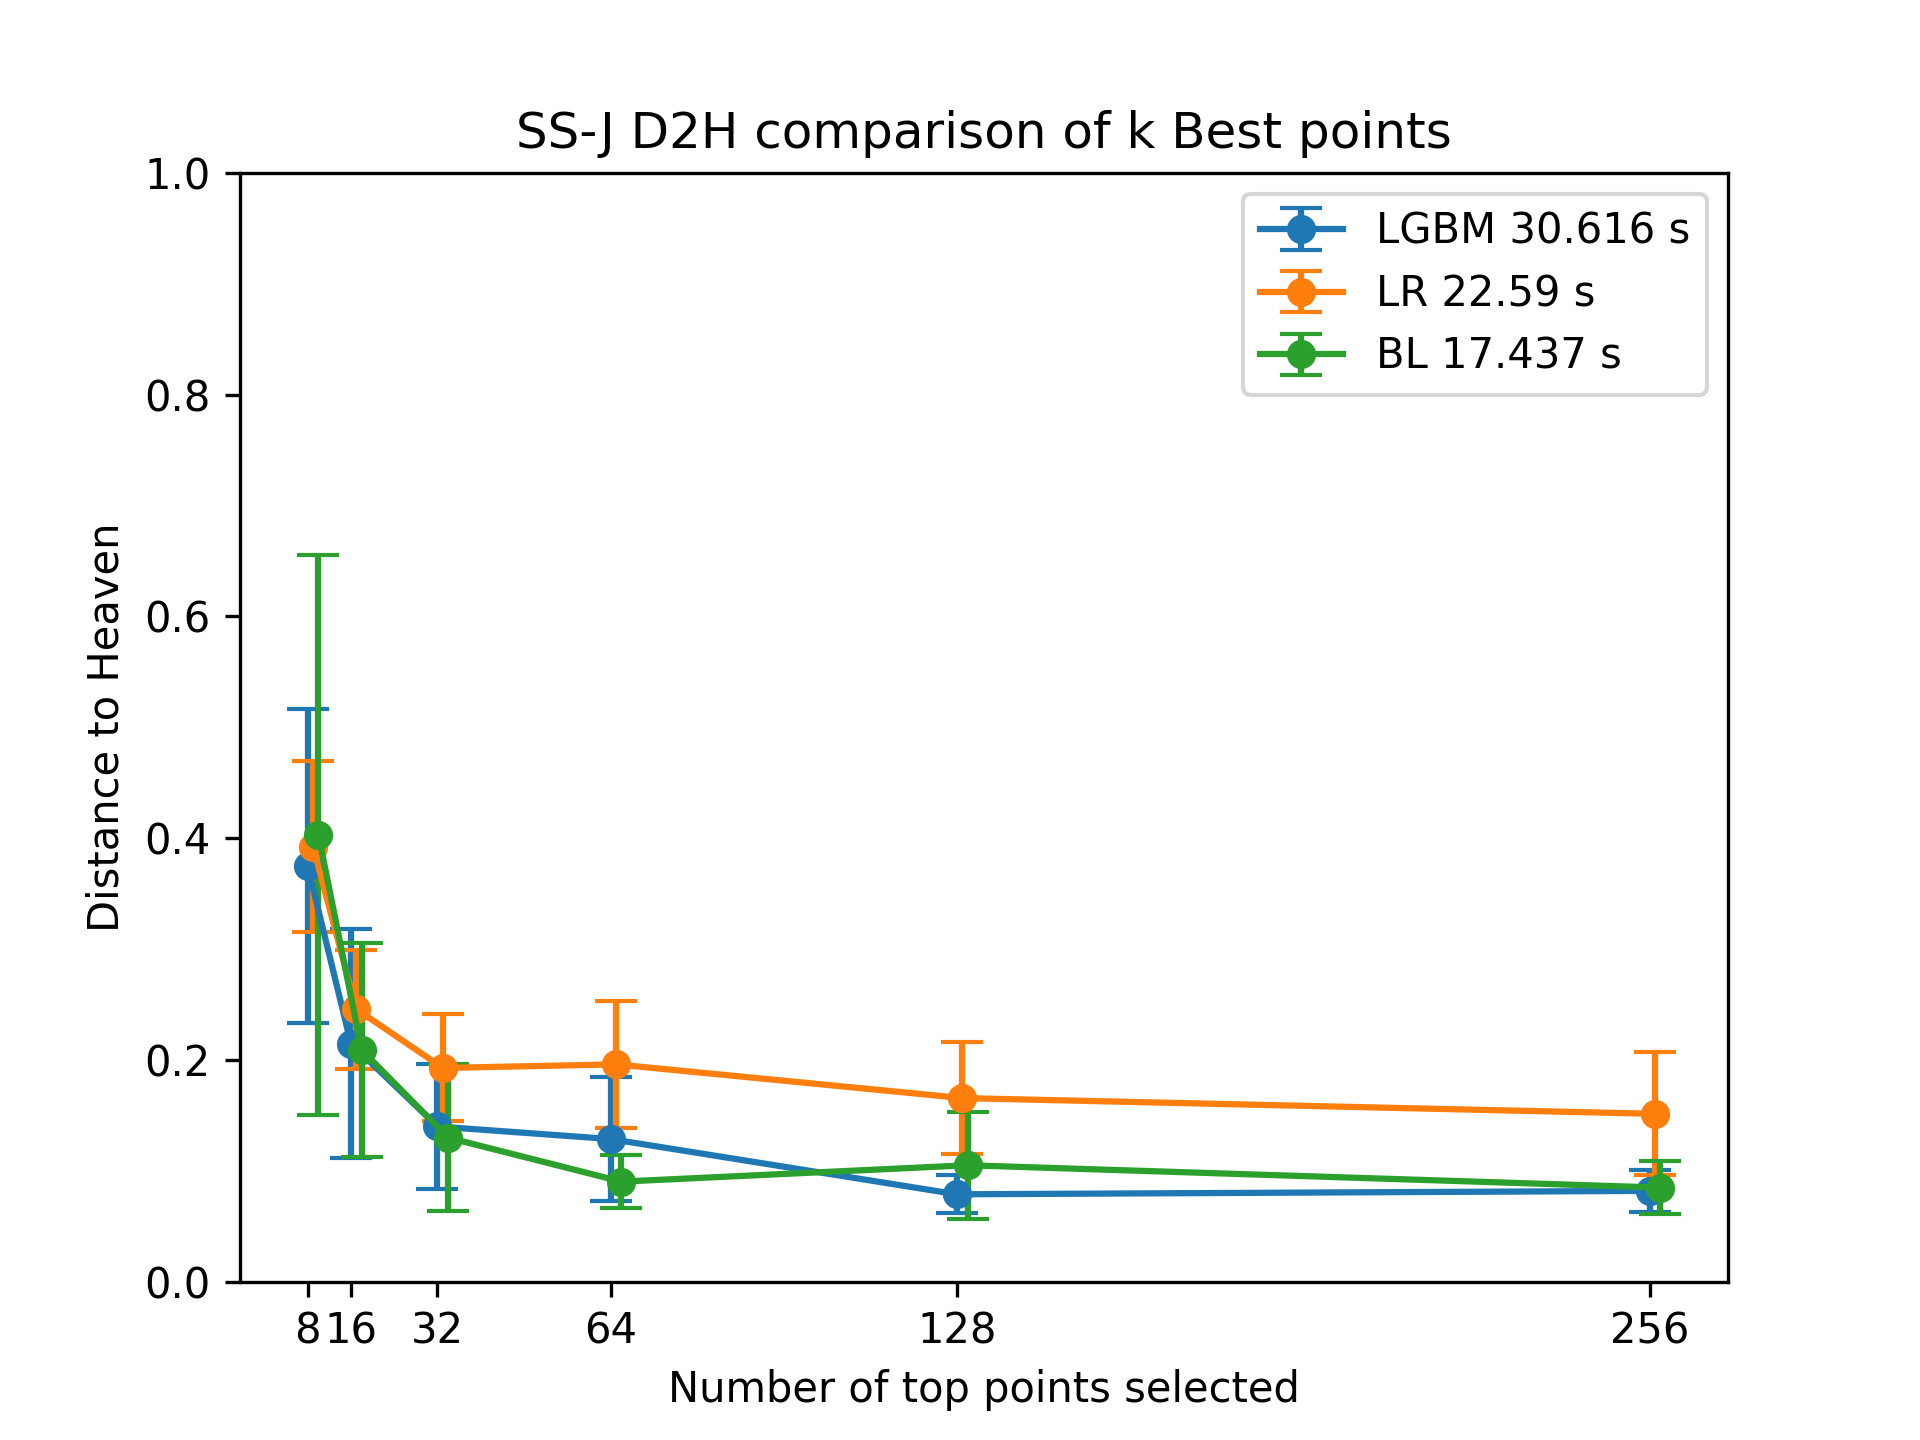 SS-J D2H comparison of k Best points
1.0
0.8
0.6
0.4
0.2
0.0
Distance to Heaven
LGBM 30.616 s
LR 22.59 s
BL 17.437 s
8 16 32 64 128 256
Number of top points selected